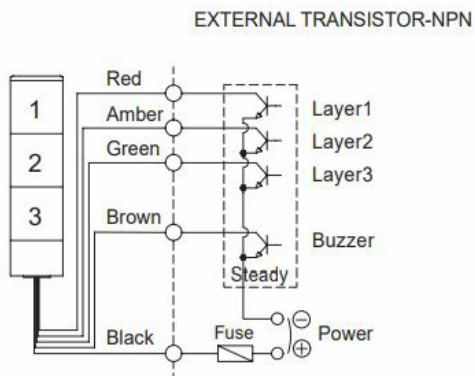 EXTERNAL TRANSISTOR-NPN
Red
1
Layer1
Amber
Layer2
Green
2
Layer3
3
Brown
Buzzer
Steady
Black
Fuse
⊖
Power
⊕